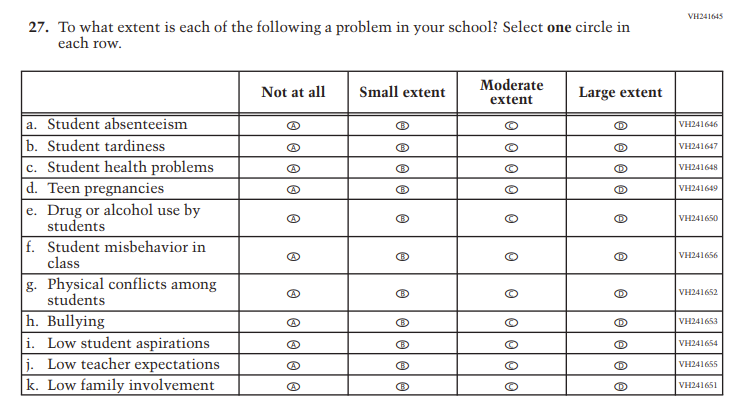 VH241645
27. To what extent is each of the following a problem in your school? Select one circle in
each row.
Not at all Small extent Moderate extent Large extent
a. Student absenteeism A B C D VH241646
b. Student tardiness A B C D VH241647
c. Student health problems A B C D VH241648
d. Teen pregnancies A B C D VH241649
e. Drug or alcohol use by
students A B C D VH241650
f. Student misbehavior in
class A B C D VH241656
g. Physical conflicts among
students A B C D VH241652
h. Bullying A B C D VH241653
i. Low student aspirations A B C D VH241654
j. Low teacher expectations A B C D VH241655
k. Low family involvement A B C D VH241651